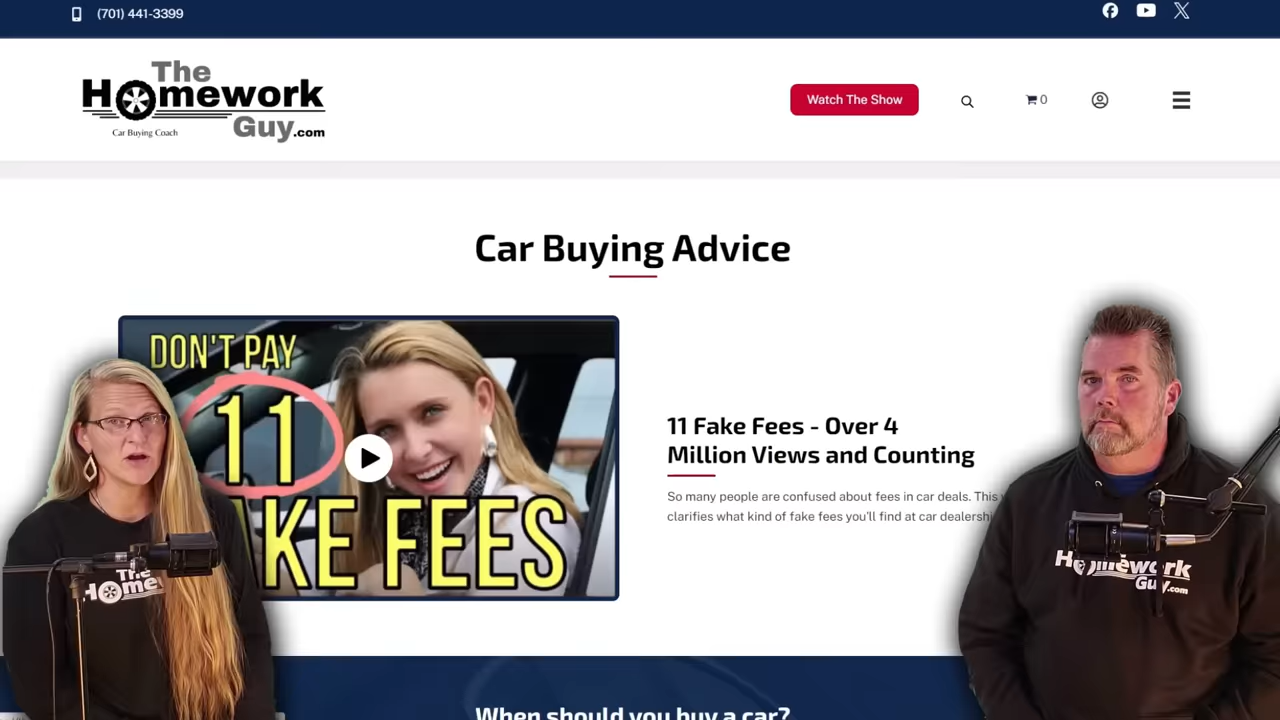 (701) 441-3399
The
Homework
Guy.com
Car Buying Coach
Watch The Show
0
Car Buying Advice
DON'T PAY
11
AKE FEES
11 Fake Fees - Over 4
Million Views and Counting
So many people are confused about fees in car deals. This
clarifies what kind of fake fees you'll find at car dealershi
The
Home
Homework
Guy.com
When should you buy a car?